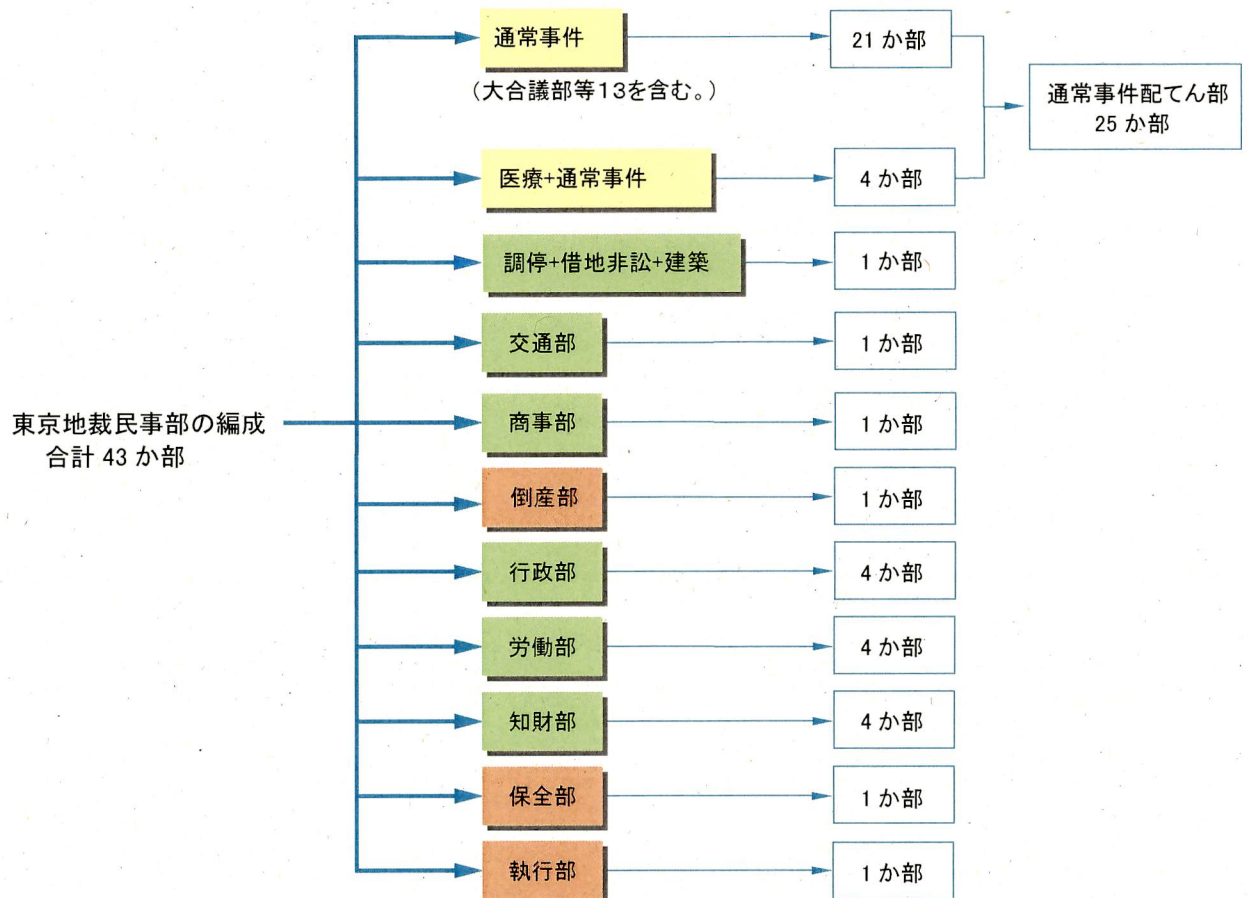 東京地裁民事部の編成
合計 43 か部
通常事件
21 か部
(大合議部等13を含む。)
医療+通常事件
4 か部
通常事件配てん部
25 か部
調停+借地非訟+建築
1 か部
交通部
1 か部
商事部
1 か部
倒産部
1 か部
行政部
4 か部
労働部
4 か部
知財部
4 か部
保全部
1 か部
執行部
1 か部